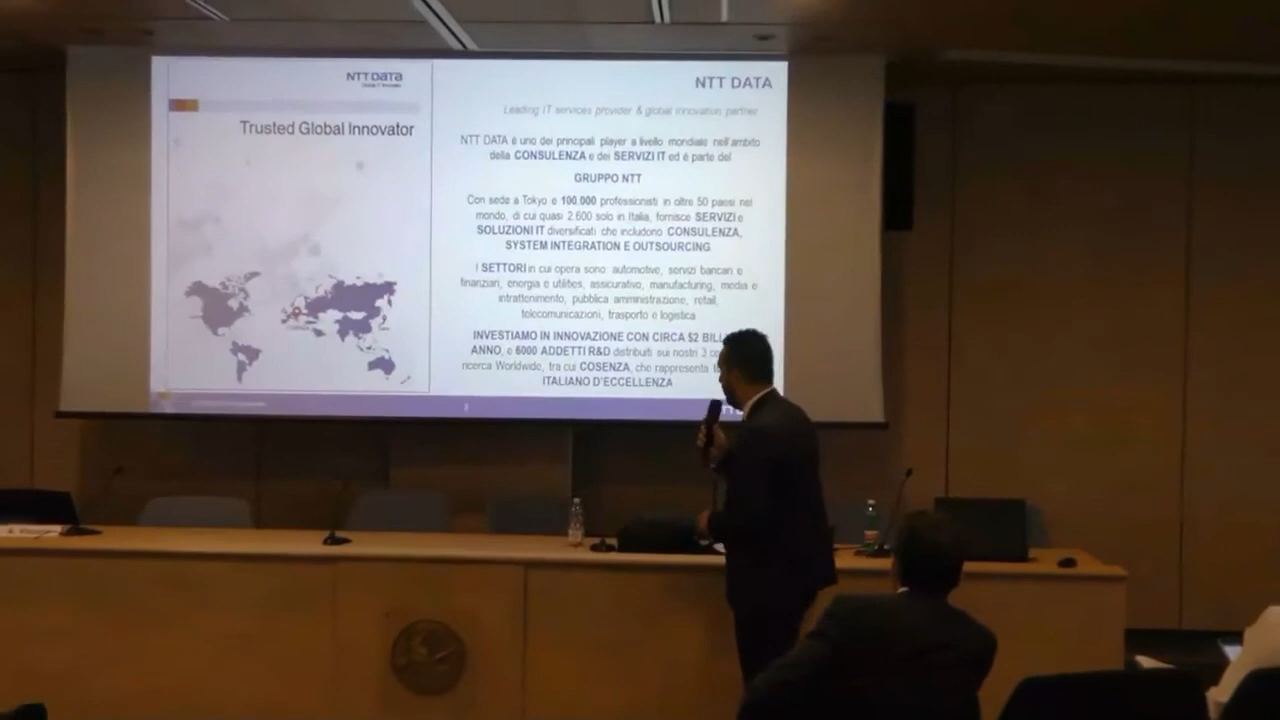 NTT DATA
Global IT Innovator
Trusted Global Innovator
NTT DATA
Leading IT services provider & global innovation partner
NTT DATA è uno dei principali player a livello mondiale nell'ambito
della CONSULENZA e dei SERVIZI IT ed è parte del
GRUPPO NTT
Con sede a Tokyo e 100.000 professionisti in oltre 50 paesi nel
mondo, di cui quasi 2.600 solo in Italia, fornisce SERVIZI e
SOLUZIONI IT diversificati che includono CONSULENZA,
SYSTEM INTEGRATION E OUTSOURCING
I SETTORI in cui opera sono: automotive, servizi bancari e
finanziari, energia e utilities, assicurativo, manufacturing, media e
intrattenimento, pubblica amministrazione, retail,
telecomunicazioni, trasporto e logistica
INVESTIAMO IN INNOVAZIONE CON CIRCA $2 BILL
ANNO, e 6000 ADDETTI R&D distribuiti sui nostri 3
ricerca Worldwide, tra cui COSENZA, che rappresenta
ITALIANO D'ECCELLENZA